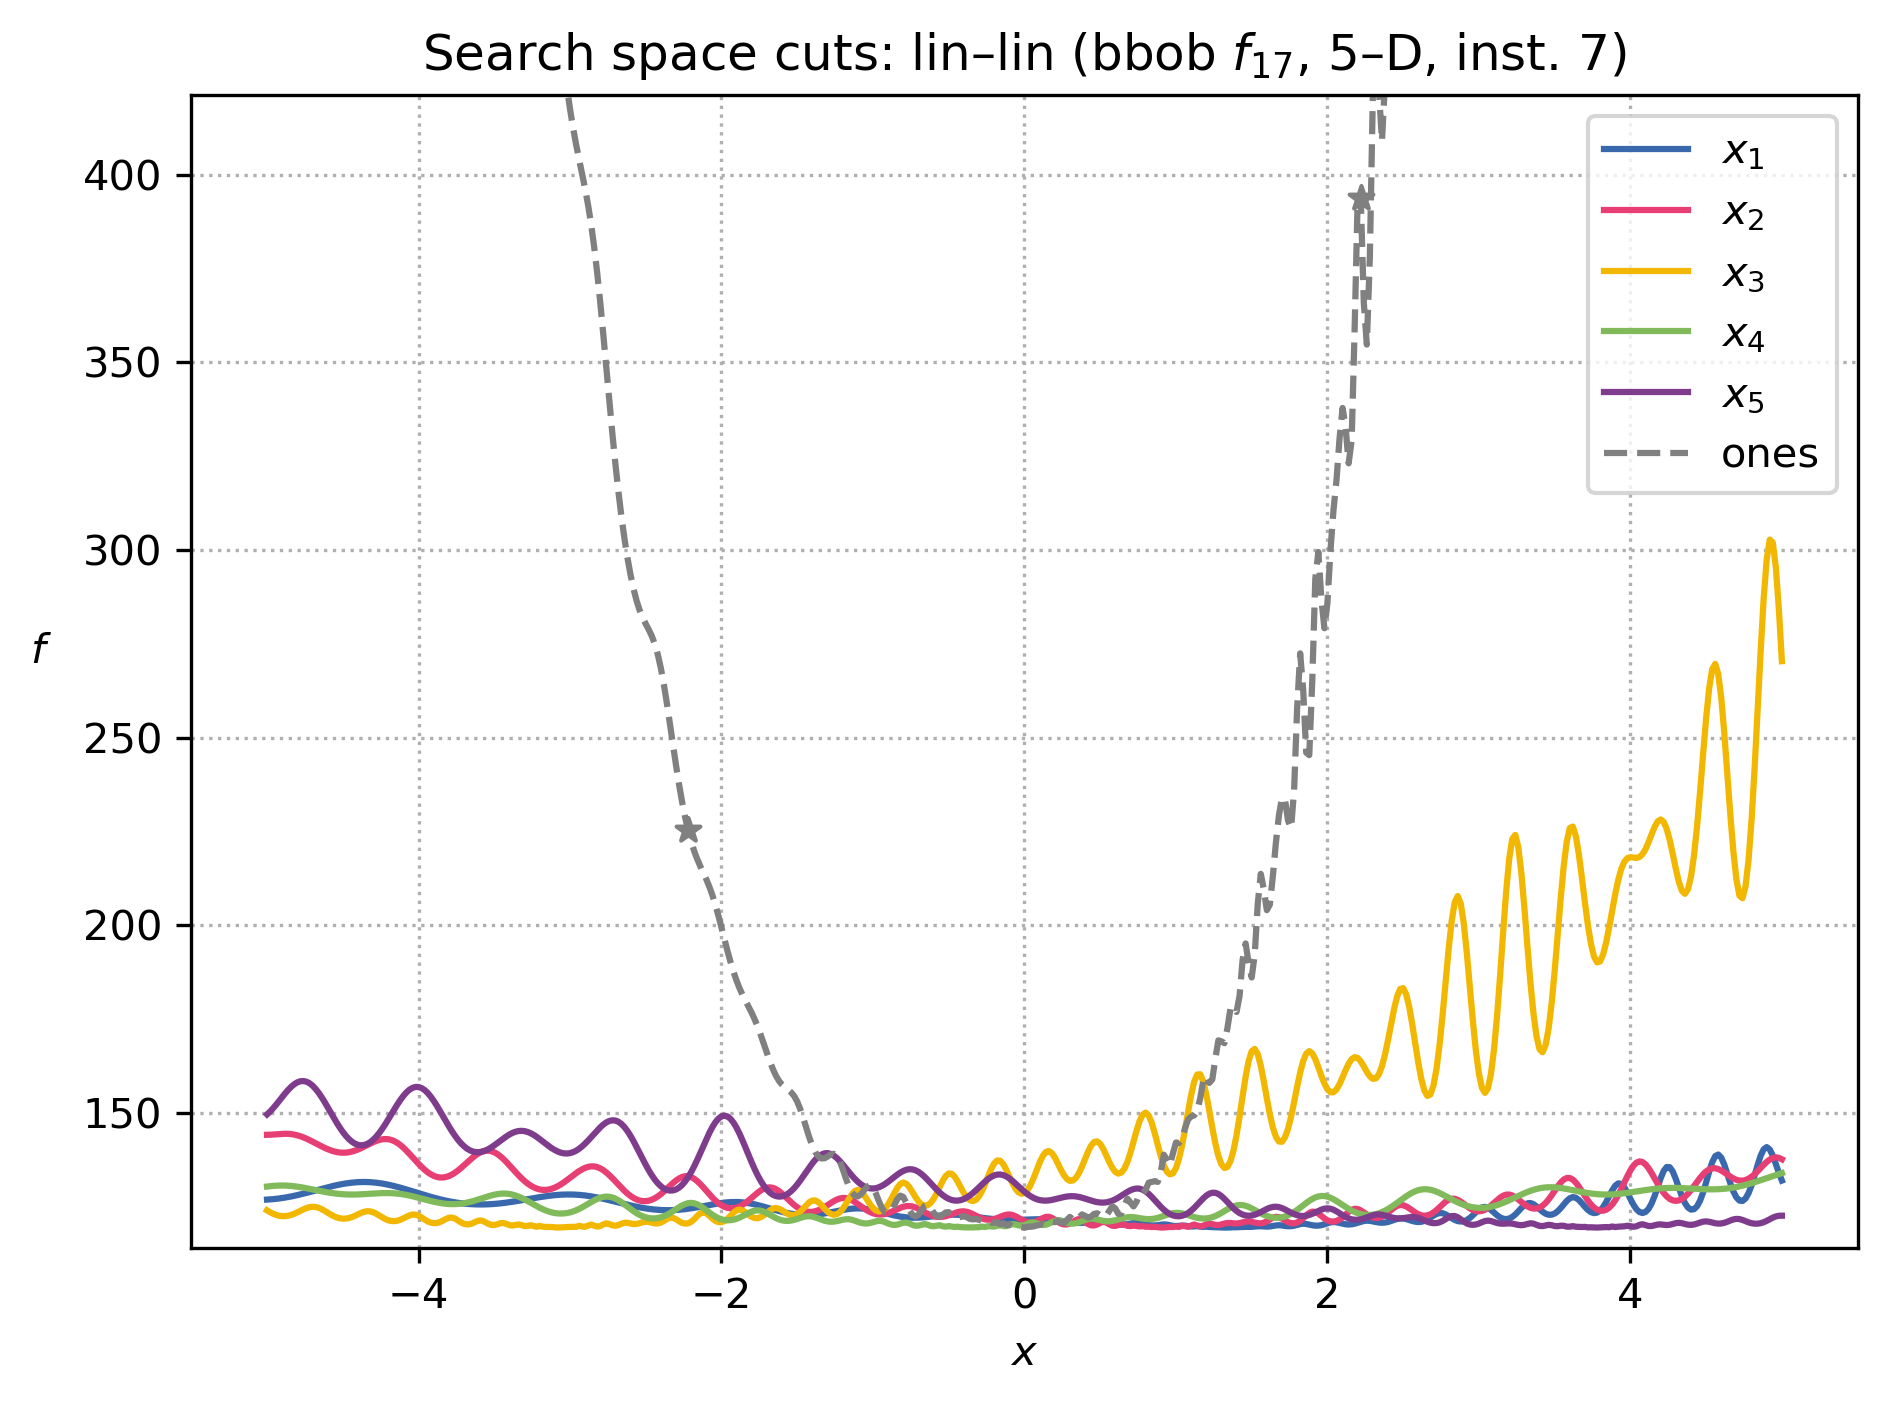 Search space cuts: lin–lin (bbob f₁₇, 5–D, inst. 7)
400
350
300
250
200
150
f
−4
−2
0
2
4
x
x₁
x₂
x₃
x₄
x₅
ones